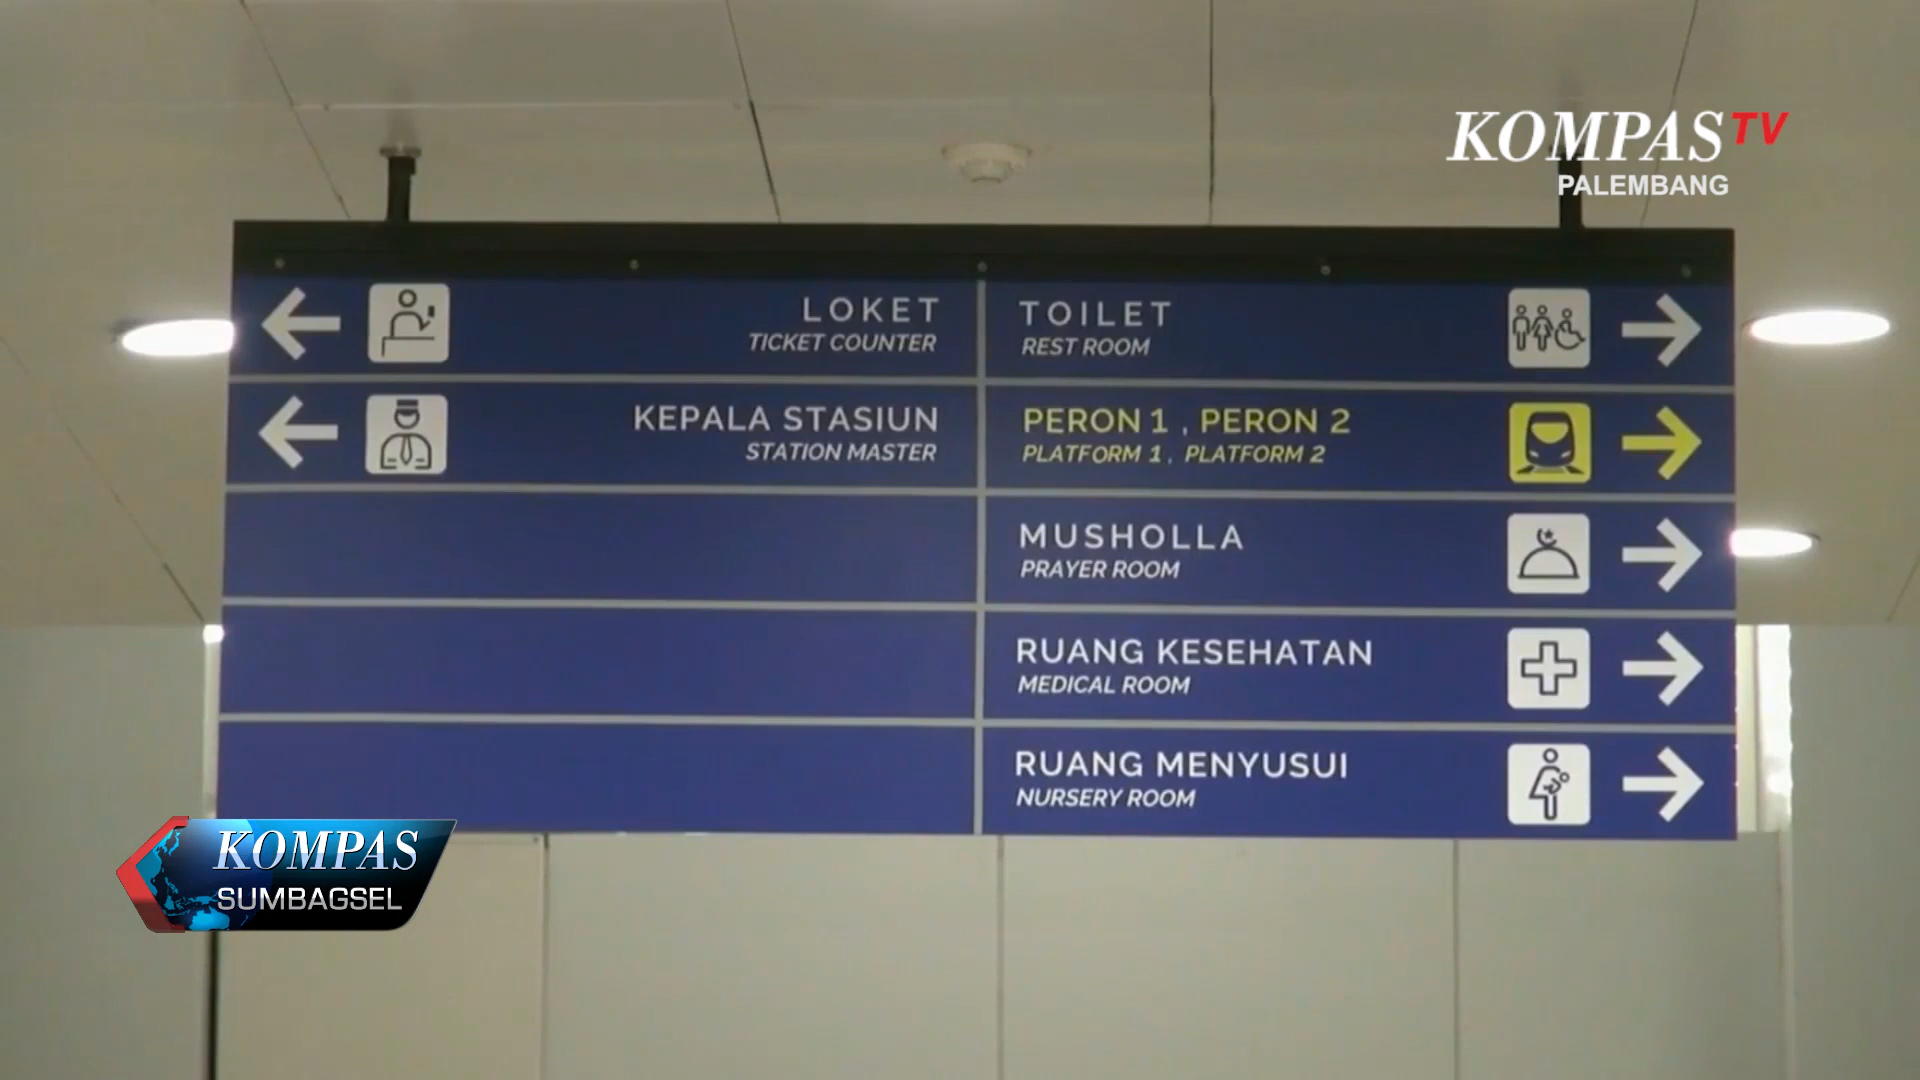 KOMPAS TV
PALEMBANG
LOKET
TICKET COUNTER
KEPALA STASIUN
STATION MASTER
TOILET
REST ROOM
PERON 1 , PERON 2
PLATFORM 1 , PLATFORM 2
MUSHOLLA
PRAYER ROOM
RUANG KESEHATAN
MEDICAL ROOM
RUANG MENYUSUI
NURSERY ROOM
KOMPAS
SUMBAGSEL